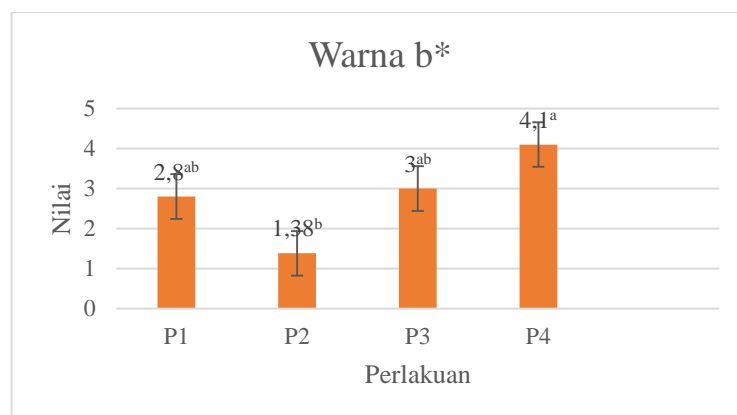 Warna b*
Nilai
5
4
3
2
1
0
2,8ᵃᵇ
1,38ᵇ
3ᵃᵇ
4,1ᵃ
P1 P2 P3 P4
Perlakuan